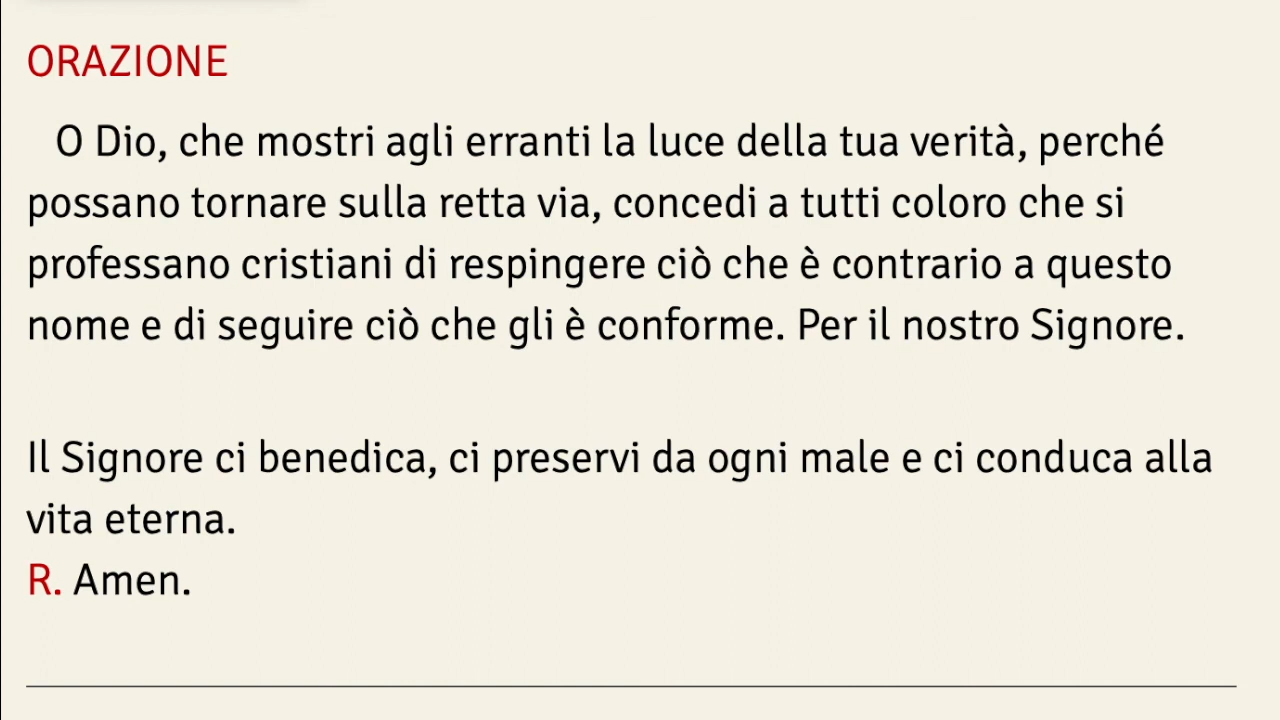 ORAZIONE
O Dio, che mostri agli erranti la luce della tua verità, perché
possano tornare sulla retta via, concedi a tutti coloro che si
professano cristiani di respingere ciò che è contrario a questo
nome e di seguire ciò che gli è conforme. Per il nostro Signore.
Il Signore ci benedica, ci preservi da ogni male e ci conduca alla
vita eterna.
R. Amen.